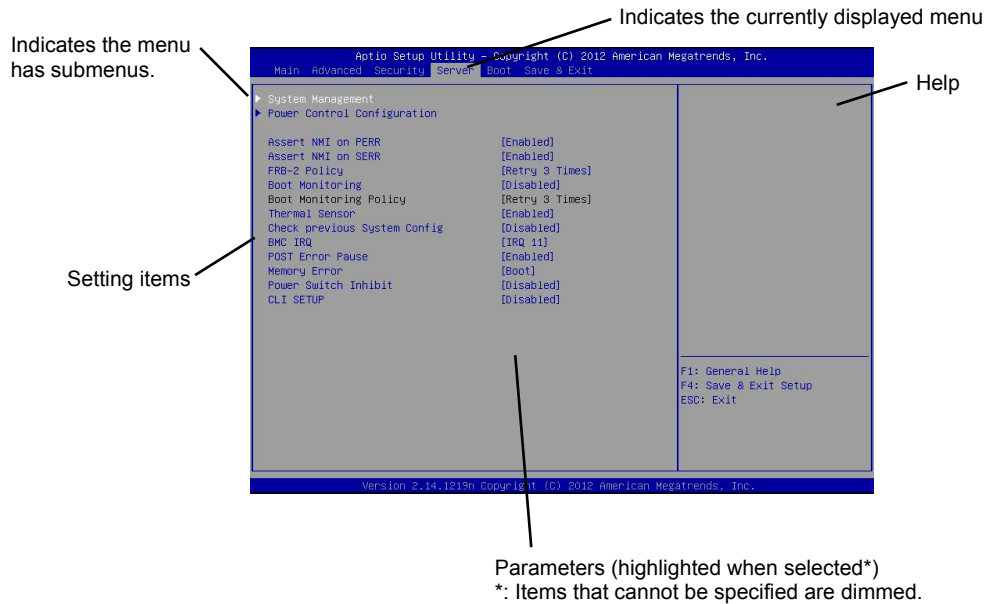 Indicates the currently displayed menu
Indicates the menu
has submenus.
Aptio Setup Utility – Copyright (C) 2012 American Megatrends, Inc.
Main Advanced Security Server Boot Save & Exit
Help
System Management
Power Control Configuration
Assert NMI on PERR [Enabled]
Assert NMI on SERR [Enabled]
FRB-2 Policy [Retry 3 Times]
Boot Monitoring [Disabled]
Boot Monitoring Policy [Retry 3 Times]
Thermal Sensor [Enabled]
Check previous System Config [Disabled]
BMC IRQ [IRQ 11]
POST Error Pause [Enabled]
Memory Error [Boot]
Power Switch Inhibit [Disabled]
CLI SETUP [Disabled]
Setting items
F1: General Help
F4: Save & Exit Setup
ESC: Exit
Version 2.14.1219n Copyright (C) 2012 American Megatrends, Inc.
Parameters (highlighted when selected*)
*: Items that cannot be specified are dimmed.